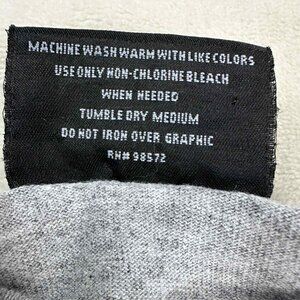 MACHINE WASH WARM WITH LIKE COLORS
USE ONLY NON-CHLORINE BLEACH
WHEN NEEDED
TUMBLE DRY MEDIUM
DO NOT IRON OVER GRAPHIC
RN# 98572